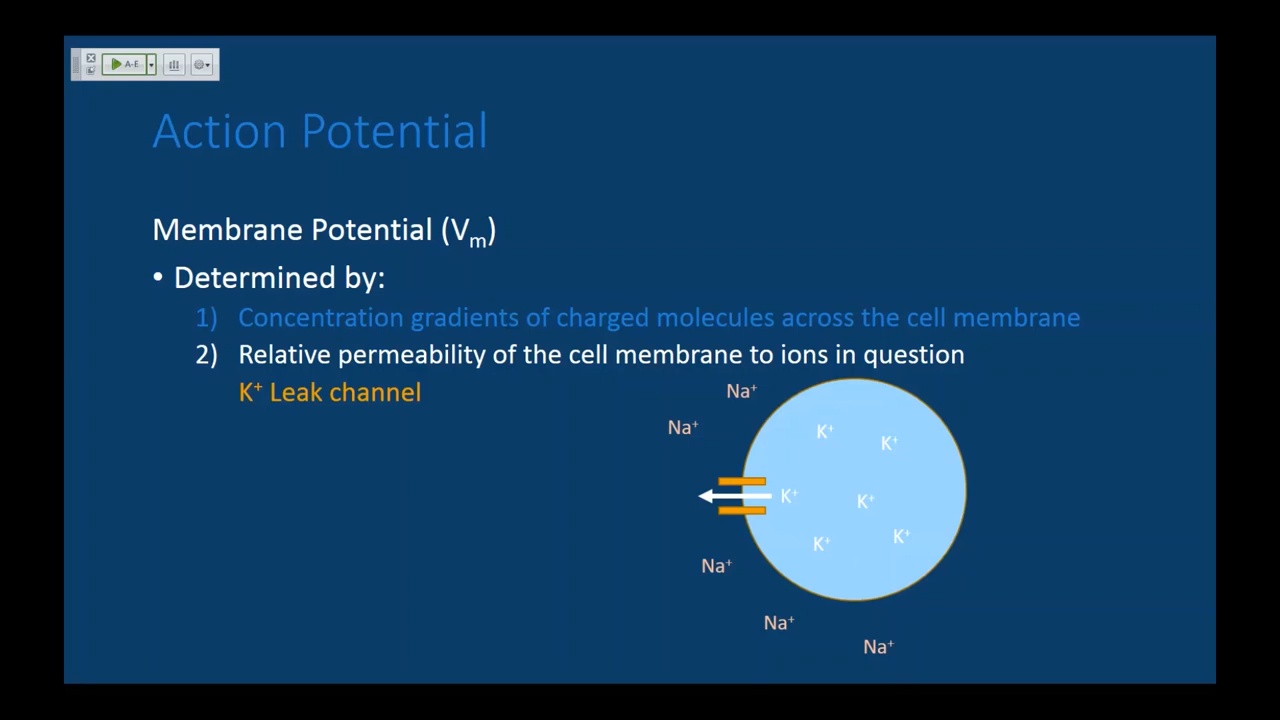 A-E
Action Potential
Membrane Potential (Vₘ)
• Determined by:
1) Concentration gradients of charged molecules across the cell membrane
2) Relative permeability of the cell membrane to ions in question
K⁺ Leak channel
Na⁺
Na⁺
K⁺
K⁺
K⁺
K⁺
K⁺
K⁺
Na⁺
Na⁺
Na⁺